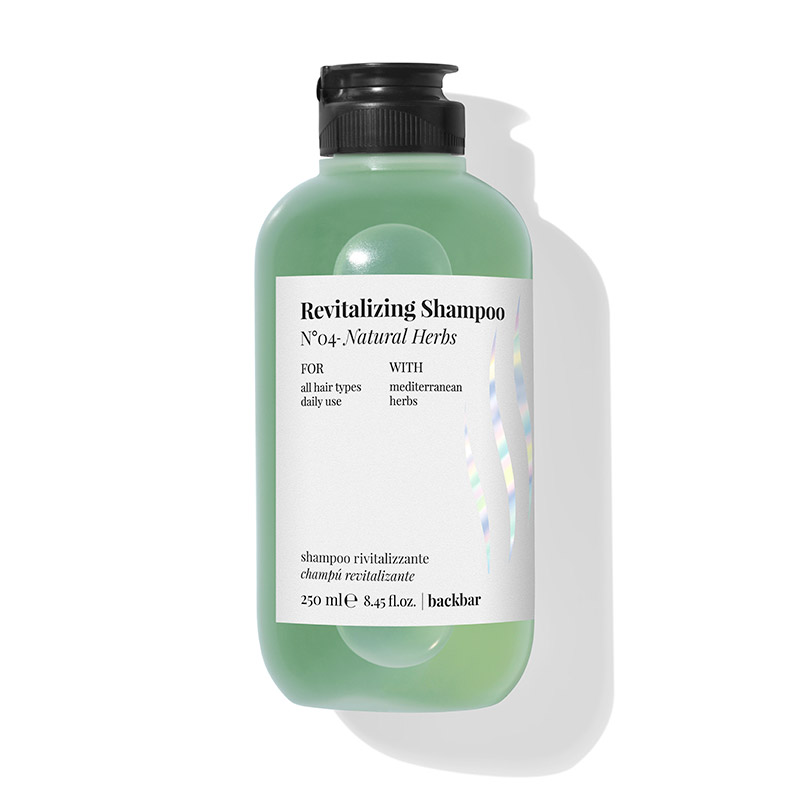 Revitalizing Shampoo
N°04-Natural Herbs
FOR WITH
all hair types mediterranean
daily use herbs
shampoo rivitalizzante
champú revitalizante
250 ml℮ 8.45 fl.oz. | backbar